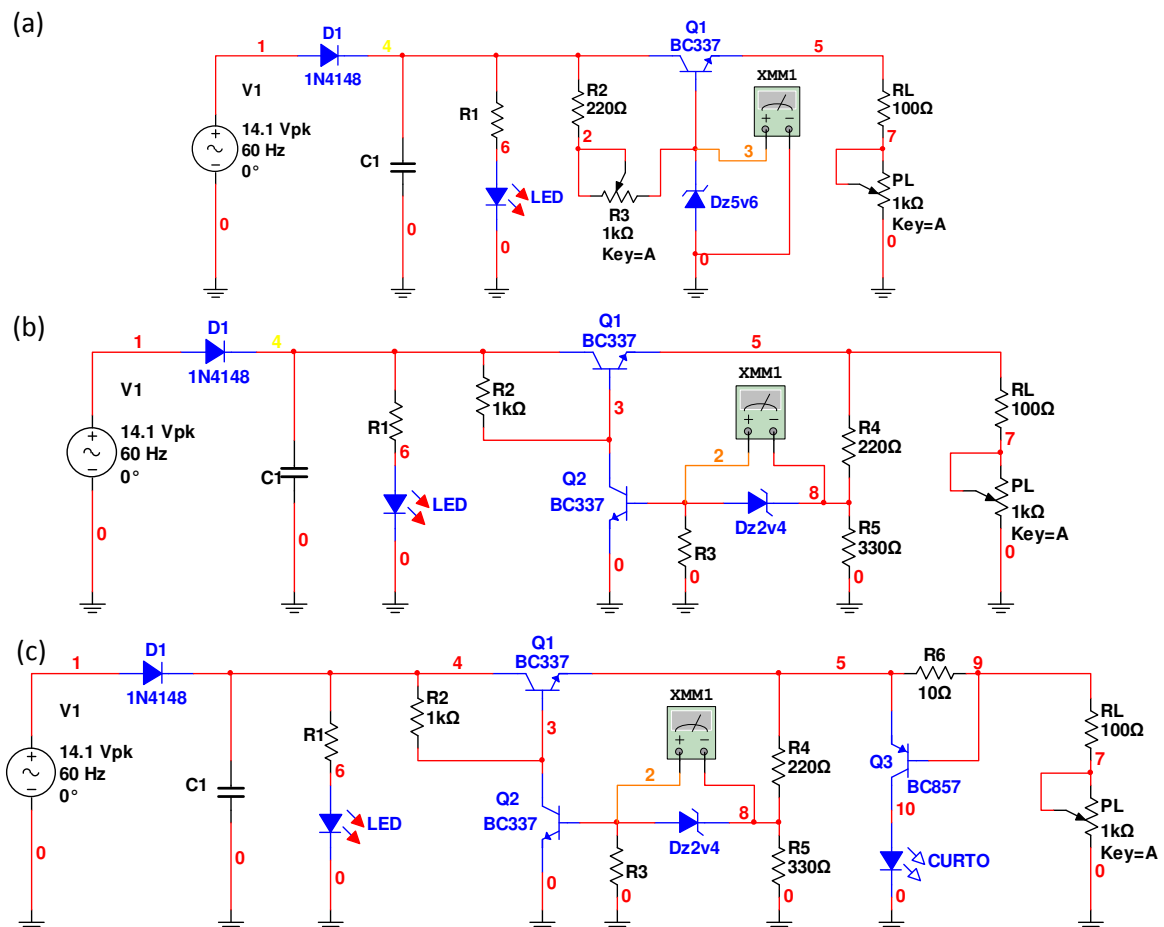 (a)
D1
1
4
1N4148
V1
14.1 Vpk
60 Hz
0°
0
C1
0
R1
6
LED
0
R2
220Ω
2
R3
1kΩ
Key=A
Q1
BC337
3
Dz5v6
0
XMM1
+ −
5
RL
100Ω
7
PL
1kΩ
Key=A
0
(b)
D1
1
4
1N4148
V1
14.1 Vpk
60 Hz
0°
0
C1
0
R1
6
LED
0
R2
1kΩ
Q1
BC337
3
Q2
BC337
0
XMM1
+ −
2
8
Dz2v4
R3
0
5
R4
220Ω
R5
330Ω
0
RL
100Ω
7
PL
1kΩ
Key=A
0
(c)
D1
1
4
1N4148
V1
14.1 Vpk
60 Hz
0°
0
C1
0
R1
6
LED
0
R2
1kΩ
Q1
BC337
3
Q2
BC337
0
XMM1
+ −
2
8
Dz2v4
R3
0
5
R4
220Ω
R5
330Ω
0
R6
10Ω
9
Q3
BC857
10
CURTO
0
RL
100Ω
7
PL
1kΩ
Key=A
0